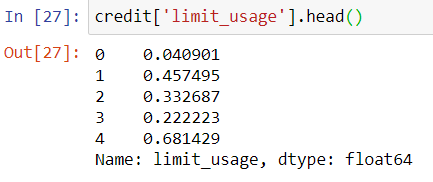 In [27]: credit['limit_usage'].head()
Out[27]: 0    0.040901
1    0.457495
2    0.332687
3    0.222223
4    0.681429
Name: limit_usage, dtype: float64